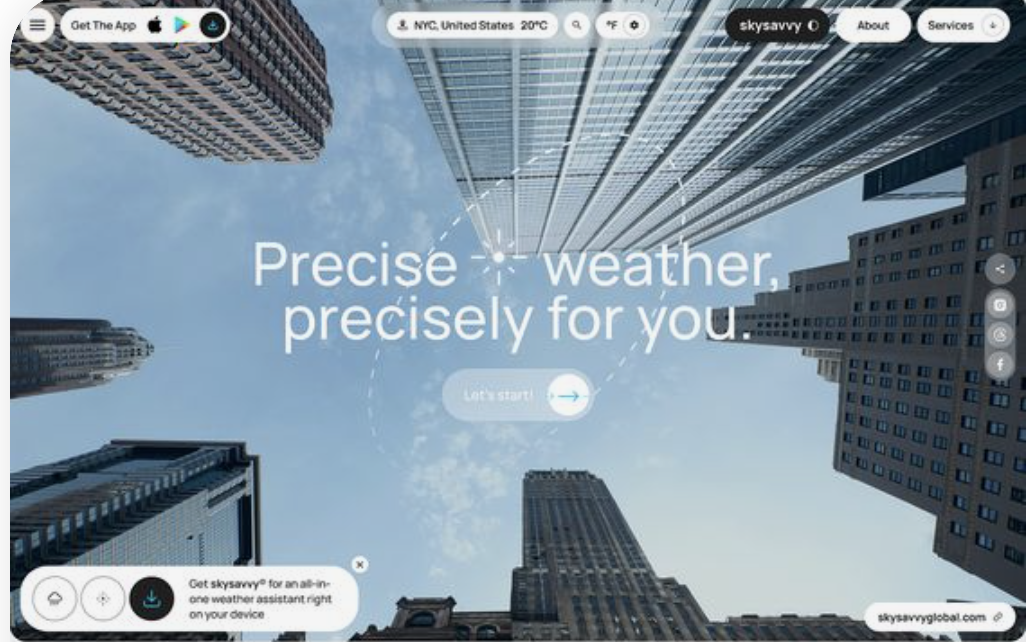 Get The App
NYC, United States 20°C
°F
skysavvy
About
Services
Precise weather,
precisely for you.
Let's start!
Get skysavvy® for an all-in-
one weather assistant right
on your device
skysavvyglobal.com